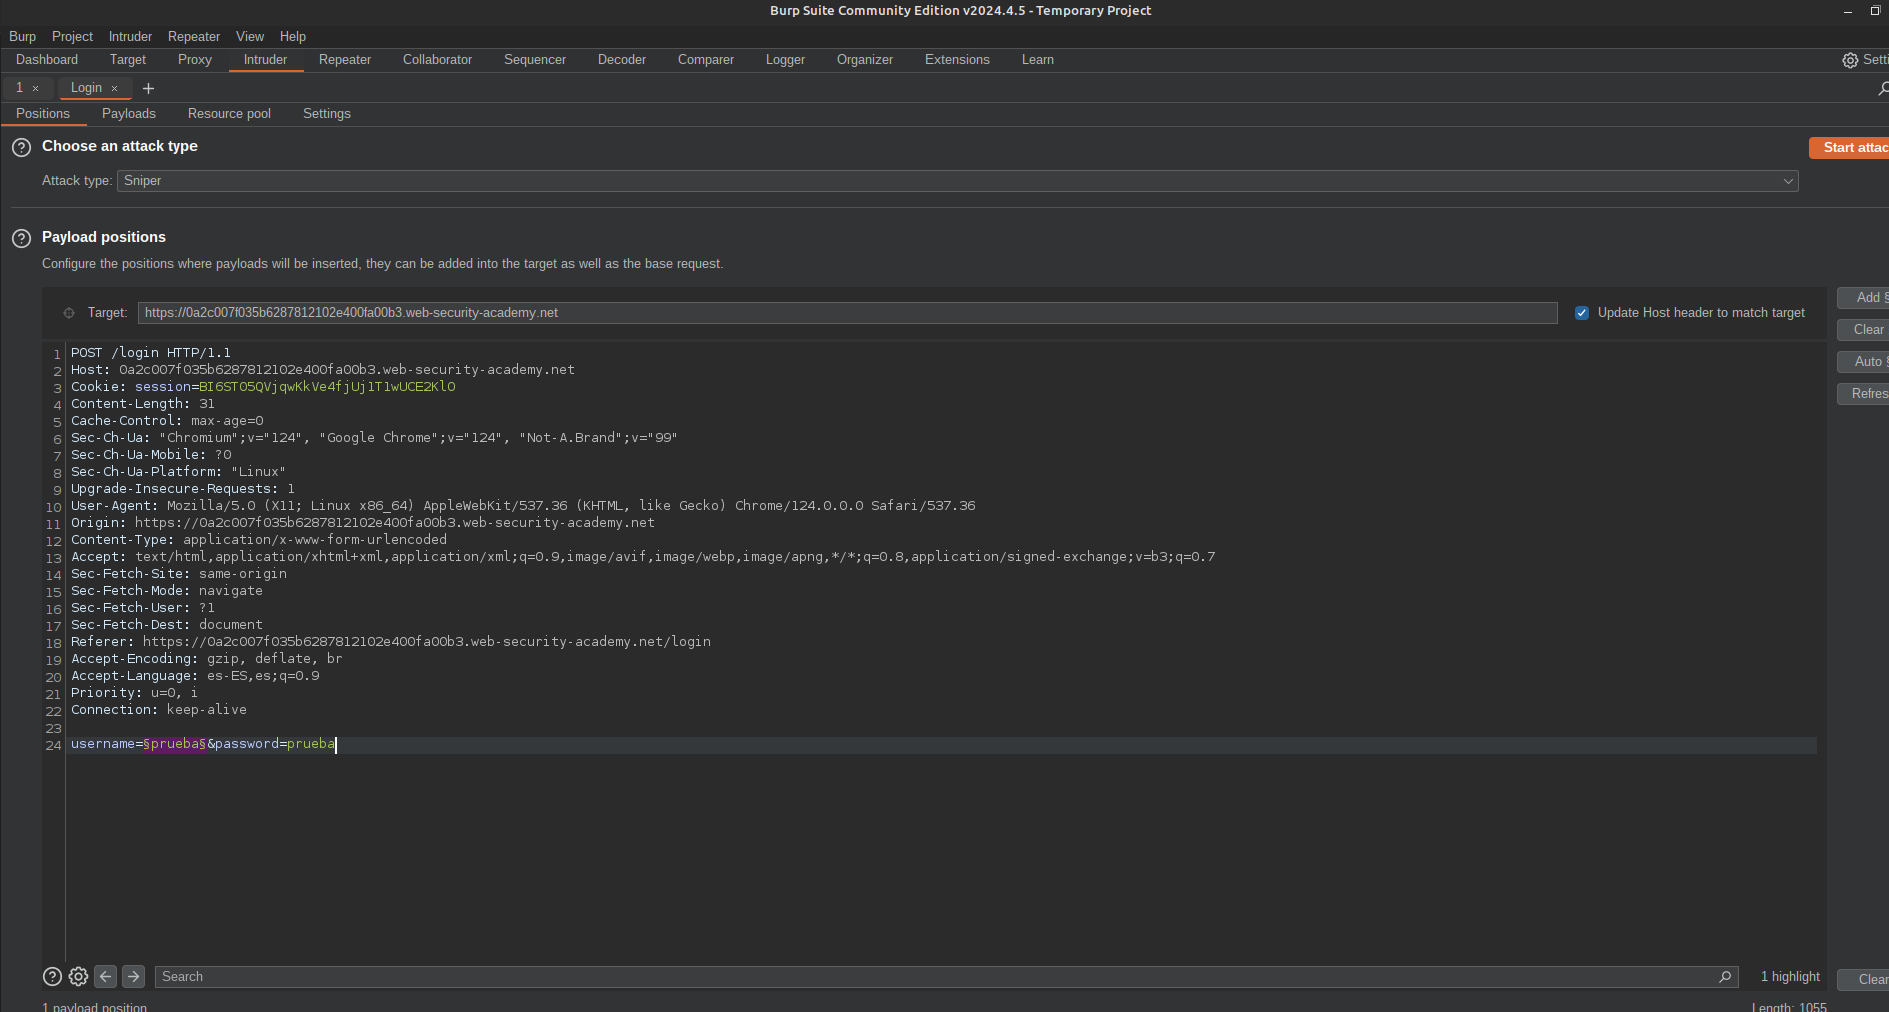 Burp Suite Community Edition v2024.4.5 - Temporary Project
Burp Project Intruder Repeater View Help
Dashboard Target Proxy Intruder Repeater Collaborator Sequencer Decoder Comparer Logger Organizer Extensions Learn Setti
1 × Login × +
Positions Payloads Resource pool Settings
Choose an attack type
Start attac
Attack type: Sniper
Payload positions
Configure the positions where payloads will be inserted, they can be added into the target as well as the base request.
Target: https://0a2c007f035b6287812102e400fa00b3.web-security-academy.net Update Host header to match target
Add §
Clear
Auto §
Refres
1 POST /login HTTP/1.1
2 Host: 0a2c007f035b6287812102e400fa00b3.web-security-academy.net
3 Cookie: session=BI6ST05QVjqwKkVe4fjUj1T1wUCE2KlO
4 Content-Length: 31
5 Cache-Control: max-age=0
6 Sec-Ch-Ua: "Chromium";v="124", "Google Chrome";v="124", "Not-A.Brand";v="99"
7 Sec-Ch-Ua-Mobile: ?0
8 Sec-Ch-Ua-Platform: "Linux"
9 Upgrade-Insecure-Requests: 1
10 User-Agent: Mozilla/5.0 (X11; Linux x86_64) AppleWebKit/537.36 (KHTML, like Gecko) Chrome/124.0.0.0 Safari/537.36
11 Origin: https://0a2c007f035b6287812102e400fa00b3.web-security-academy.net
12 Content-Type: application/x-www-form-urlencoded
13 Accept: text/html,application/xhtml+xml,application/xml;q=0.9,image/avif,image/webp,image/apng,*/*;q=0.8,application/signed-exchange;v=b3;q=0.7
14 Sec-Fetch-Site: same-origin
15 Sec-Fetch-Mode: navigate
16 Sec-Fetch-User: ?1
17 Sec-Fetch-Dest: document
18 Referer: https://0a2c007f035b6287812102e400fa00b3.web-security-academy.net/login
19 Accept-Encoding: gzip, deflate, br
20 Accept-Language: es-ES,es;q=0.9
21 Priority: u=0, i
22 Connection: keep-alive
23
24 username=§prueba§&password=prueba
Search 1 highlight Clear
1 payload position Length: 1055